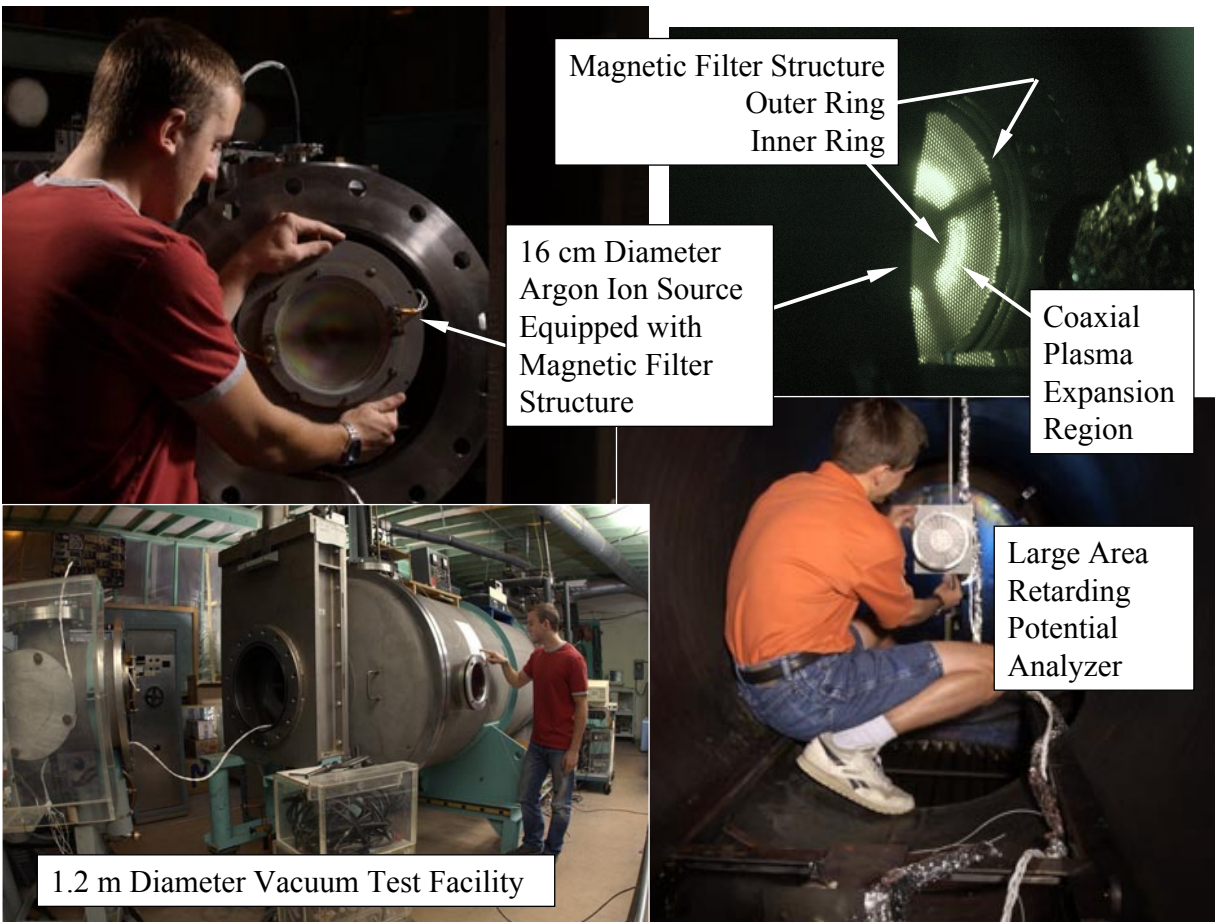 Magnetic Filter Structure
Outer Ring
Inner Ring
16 cm Diameter
Argon Ion Source
Equipped with
Magnetic Filter
Structure
Coaxial
Plasma
Expansion
Region
Large Area
Retarding
Potential
Analyzer
1.2 m Diameter Vacuum Test Facility